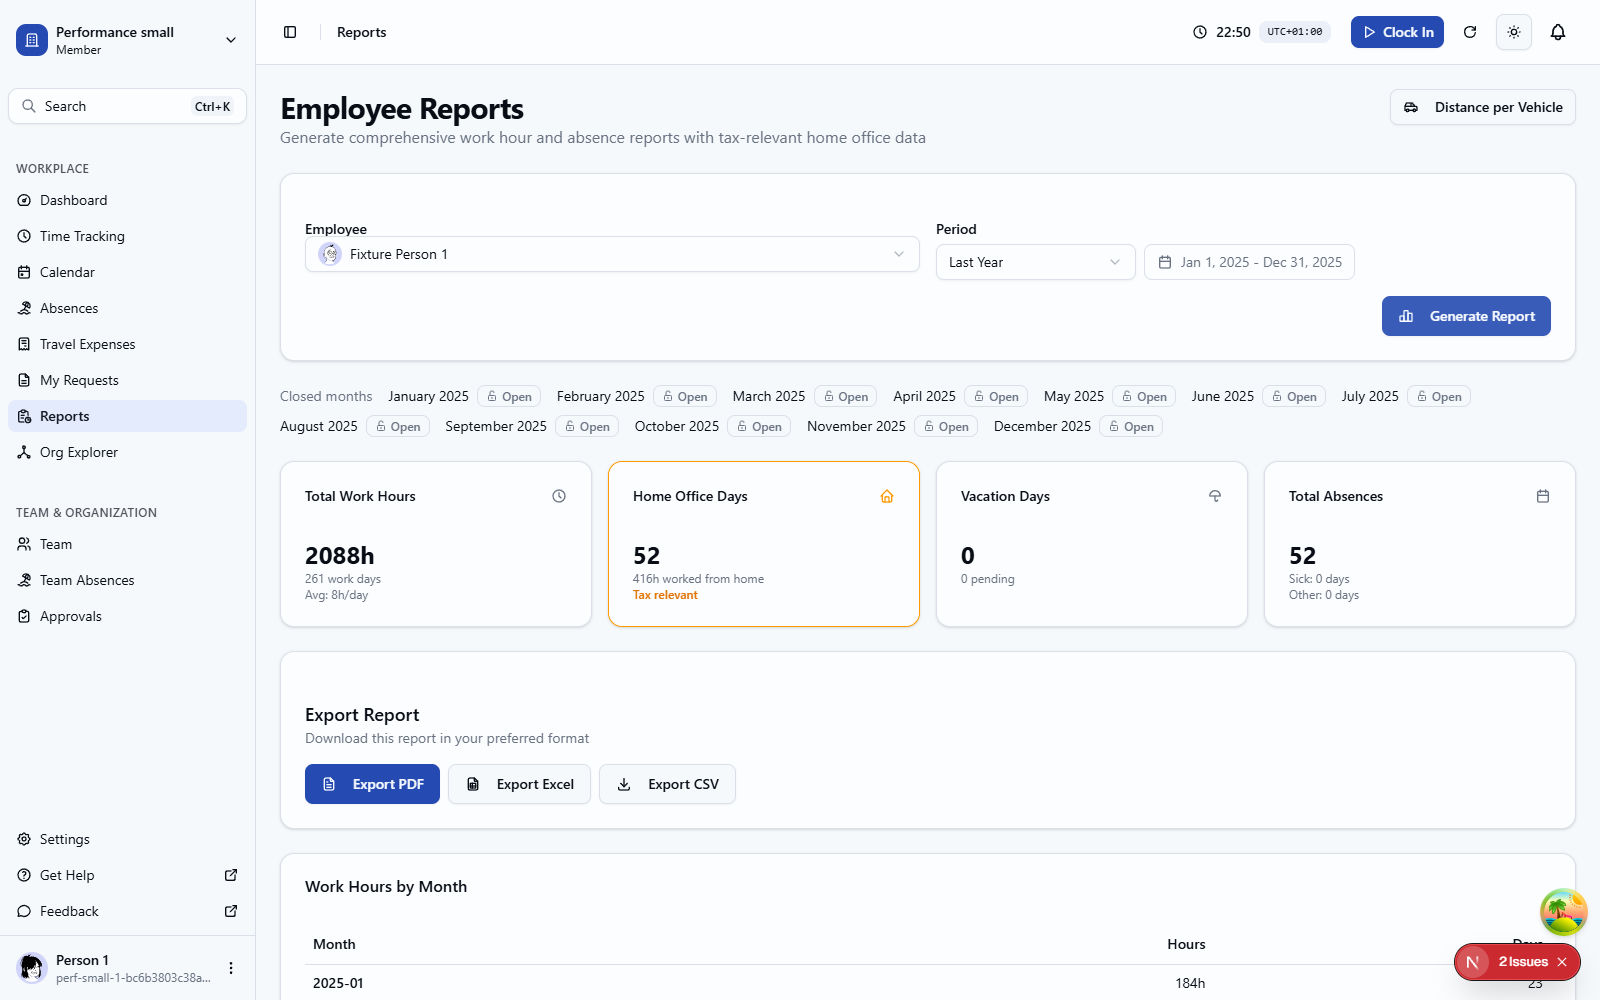 Performance small
Member
Search
Ctrl+K
WORKPLACE
Dashboard
Time Tracking
Calendar
Absences
Travel Expenses
My Requests
Reports
Org Explorer
TEAM & ORGANIZATION
Team
Team Absences
Approvals
Settings
Get Help
Feedback
Person 1
perf-small-1-bc6b3803c38a...
Reports
22:50
UTC+01:00
Clock In
Employee Reports
Generate comprehensive work hour and absence reports with tax-relevant home office data
Distance per Vehicle
Employee
Fixture Person 1
Period
Last Year
Jan 1, 2025 - Dec 31, 2025
Generate Report
Closed months January 2025 Open February 2025 Open March 2025 Open April 2025 Open May 2025 Open June 2025 Open July 2025 Open
August 2025 Open September 2025 Open October 2025 Open November 2025 Open December 2025 Open
Total Work Hours
2088h
261 work days
Avg: 8h/day
Home Office Days
52
416h worked from home
Tax relevant
Vacation Days
0
0 pending
Total Absences
52
Sick: 0 days
Other: 0 days
Export Report
Download this report in your preferred format
Export PDF
Export Excel
Export CSV
Work Hours by Month
Month Hours Days
2025-01 184h 23
N 2 Issues